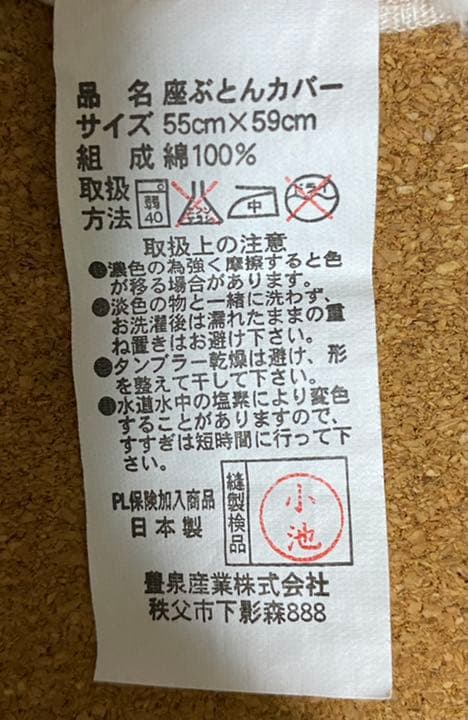 品 名 座ぶとんカバー
サイズ 55cm×59cm
組 成 綿100%
取扱方法
弱 40
エンソサラシ
中
ドライ
取扱上の注意
●濃色の為強く摩擦すると色
が移る場合があります。
●淡色の物と一緒に洗わず、
お洗濯後は濡れたままの重
ね置きはお避け下さい。
●タンブラー乾燥は避け、形
を整えて干して下さい。
●水道水中の塩素により変色
することがありますので、
すすぎは短時間に行って下
さい。
PL保険加入商品
日本製
縫製検品
小池
豊泉産業株式会社
秩父市下影森888